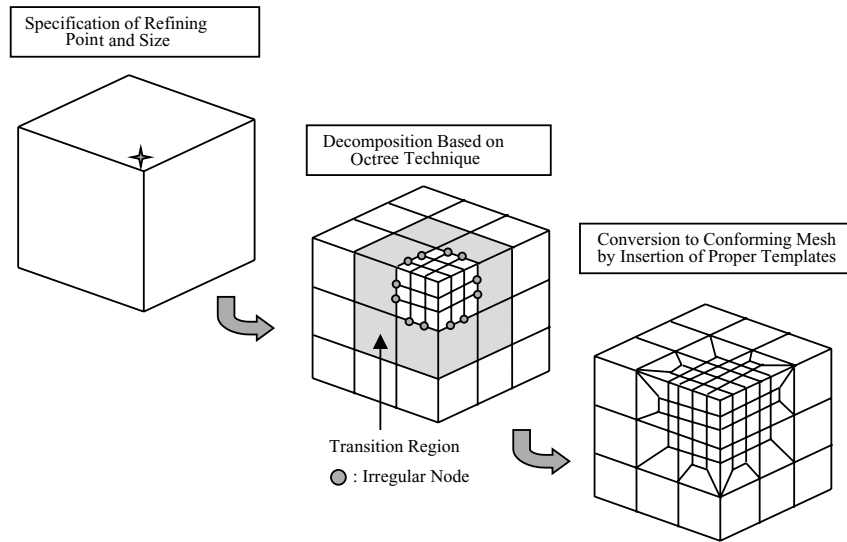 Specification of Refining
Point and Size
Decomposition Based on
Octree Technique
Conversion to Conforming Mesh
by Insertion of Proper Templates
Transition Region
: Irregular Node